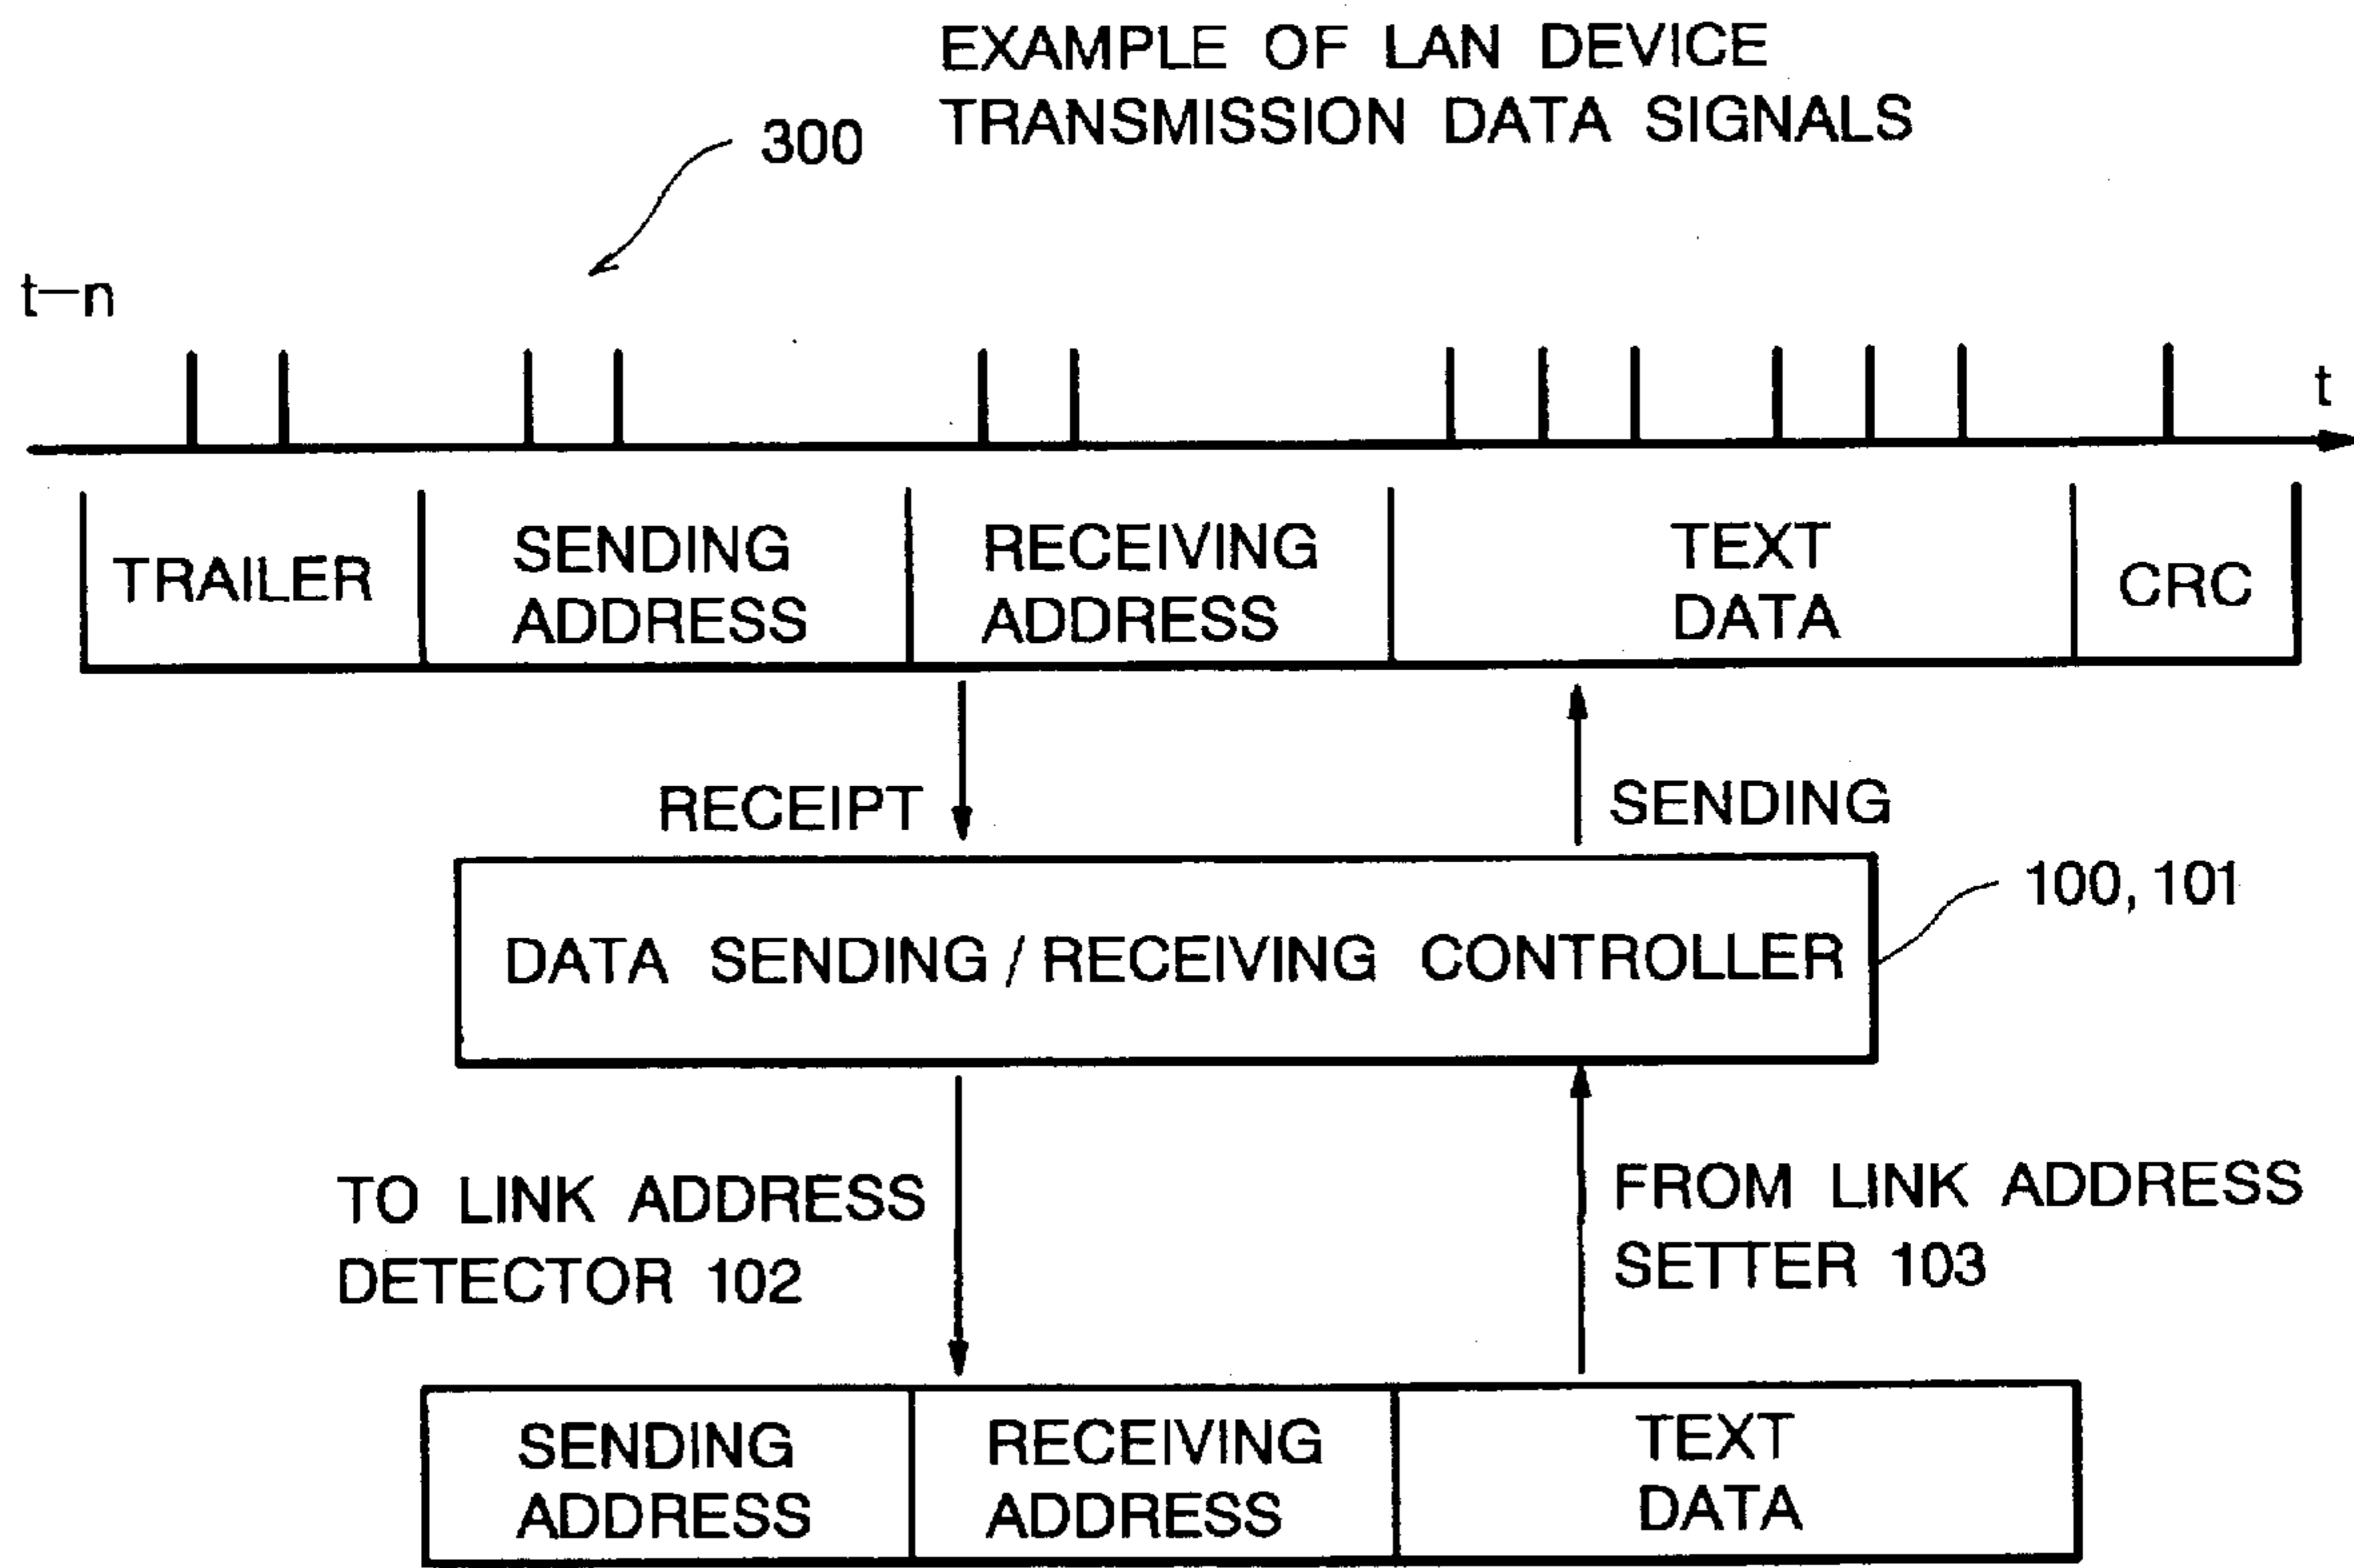 EXAMPLE OF LAN DEVICE
TRANSMISSION DATA SIGNALS
300
t—n
t
TRAILER
SENDING
ADDRESS
RECEIVING
ADDRESS
TEXT
DATA
CRC
RECEIPT
SENDING
100, 101
DATA SENDING / RECEIVING CONTROLLER
TO LINK ADDRESS
DETECTOR 102
FROM LINK ADDRESS
SETTER 103
SENDING
ADDRESS
RECEIVING
ADDRESS
TEXT
DATA